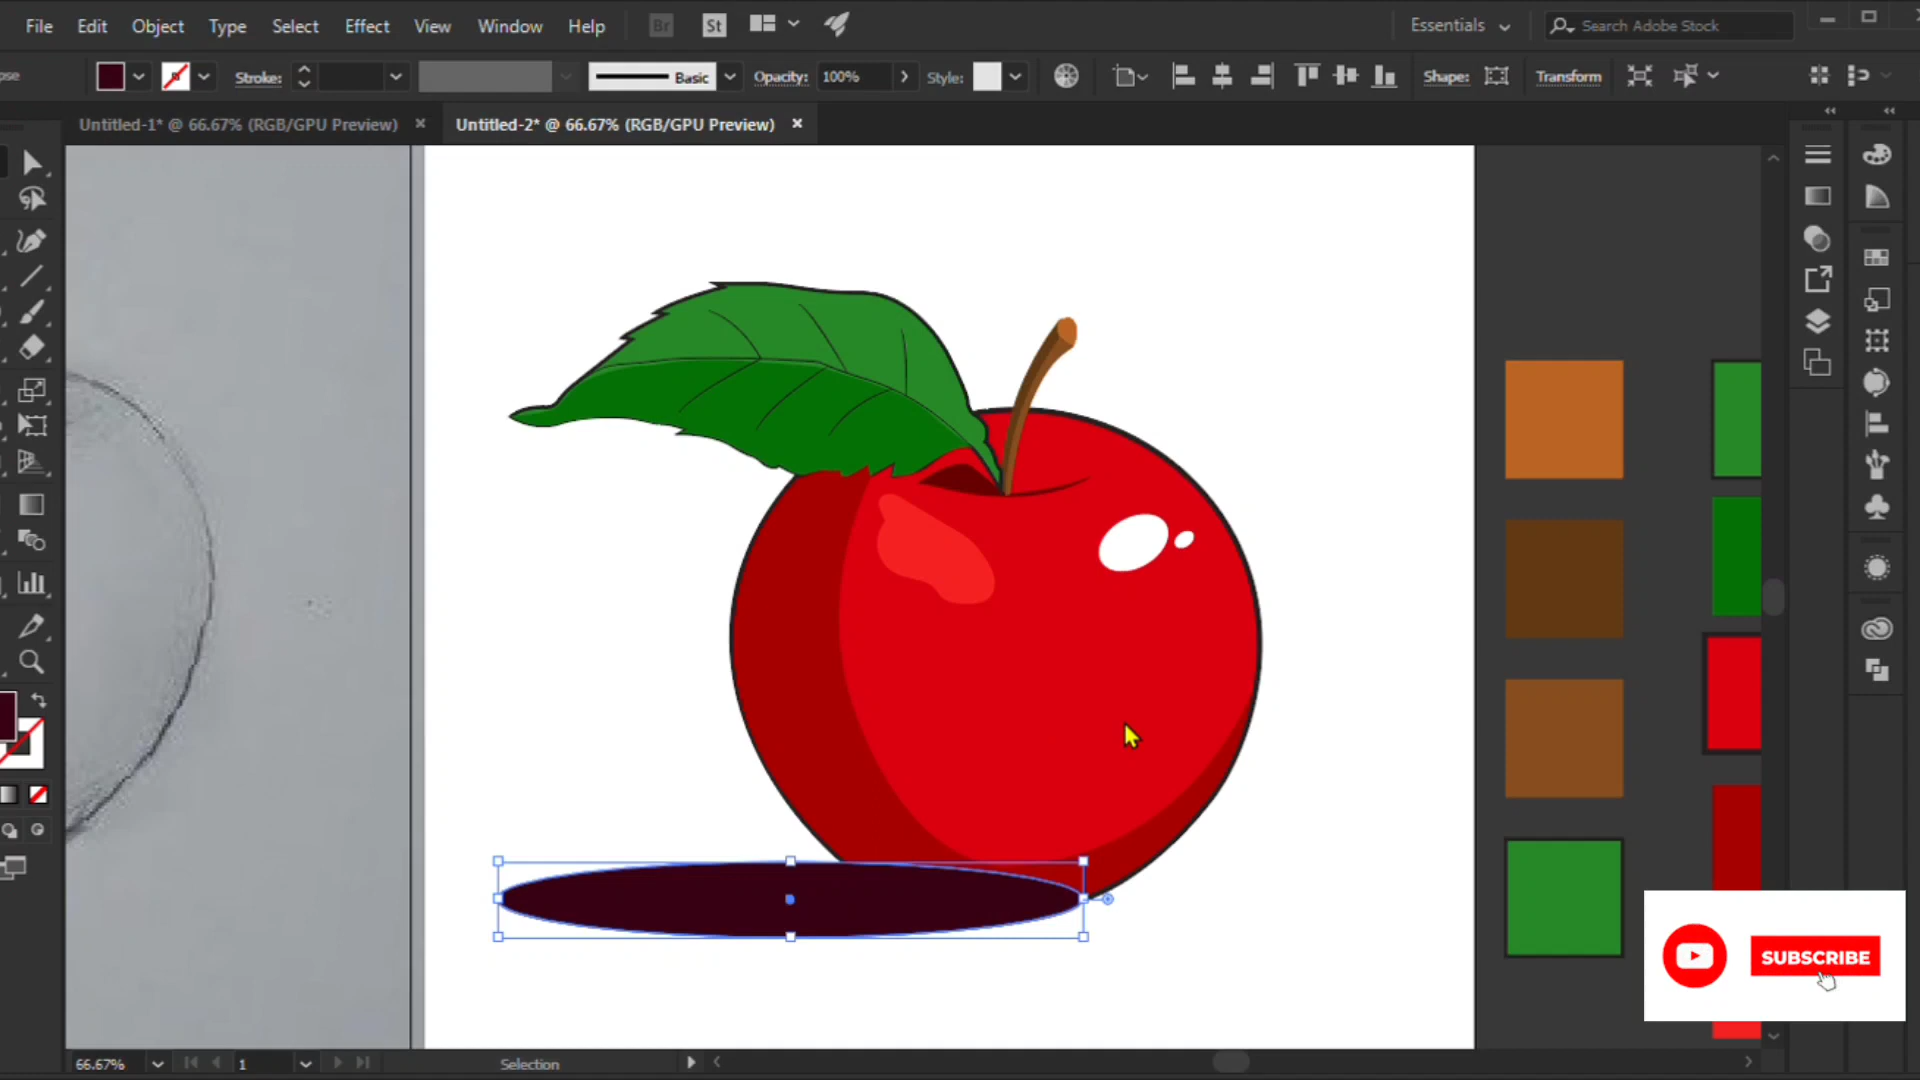 File Edit Object Type Select Effect View Window Help Br St Essentials Search Adobe Stock
pse Stroke: Basic Opacity: 100% Style: Shape: Transform
Untitled-1* @ 66.67% (RGB/GPU Preview) × Untitled-2* @ 66.67% (RGB/GPU Preview) ×
SUBSCRIBE
66.67% 1 Selection